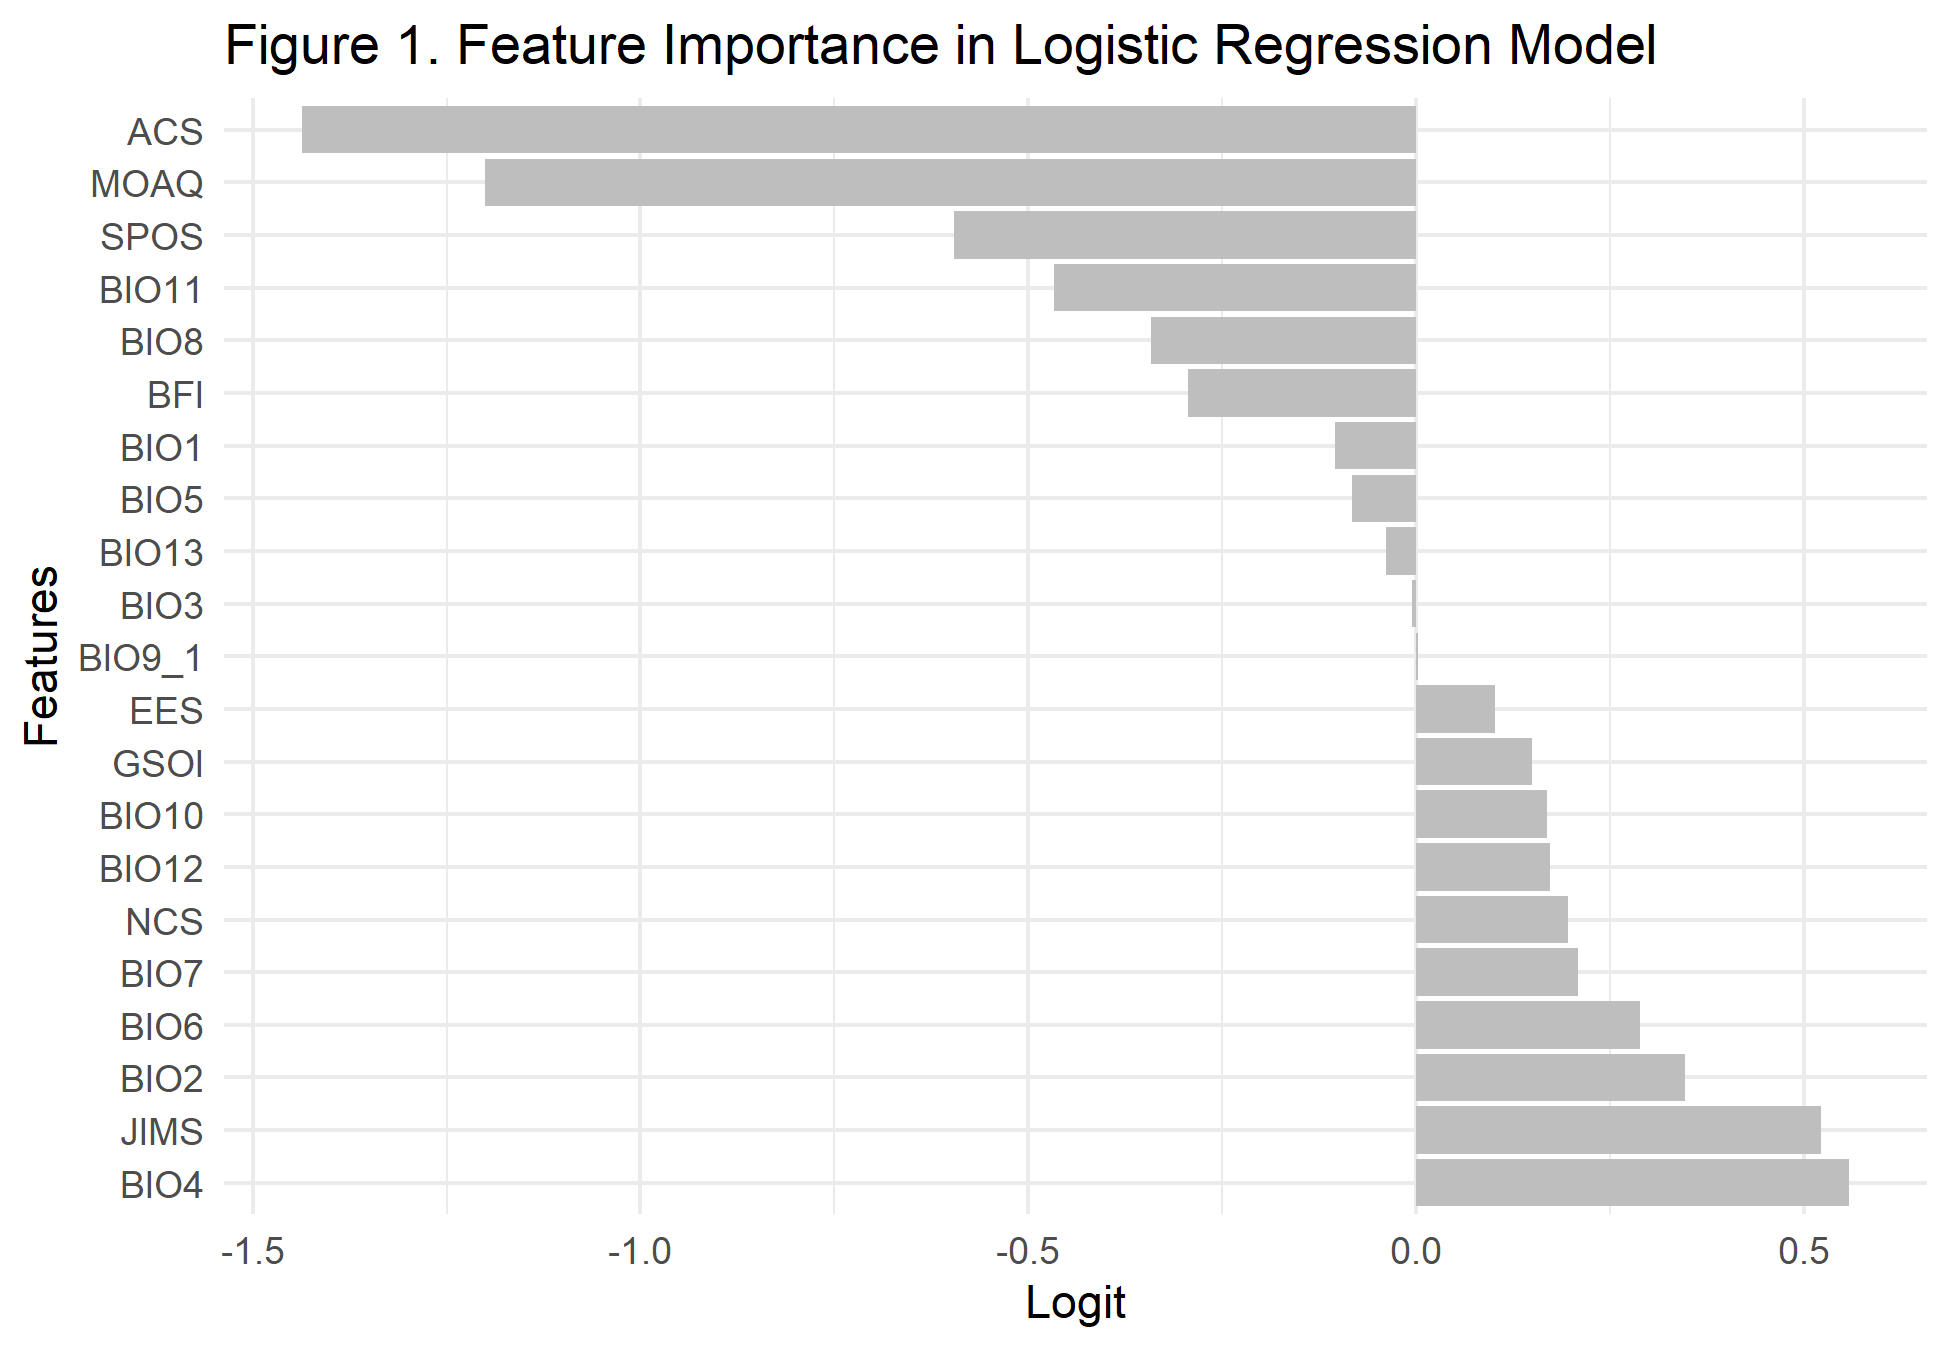 Figure 1. Feature Importance in Logistic Regression Model
Features
ACS
MOAQ
SPOS
BIO11
BIO8
BFI
BIO1
BIO5
BIO13
BIO3
BIO9_1
EES
GSOI
BIO10
BIO12
NCS
BIO7
BIO6
BIO2
JIMS
BIO4
-1.5 -1.0 -0.5 0.0 0.5
Logit